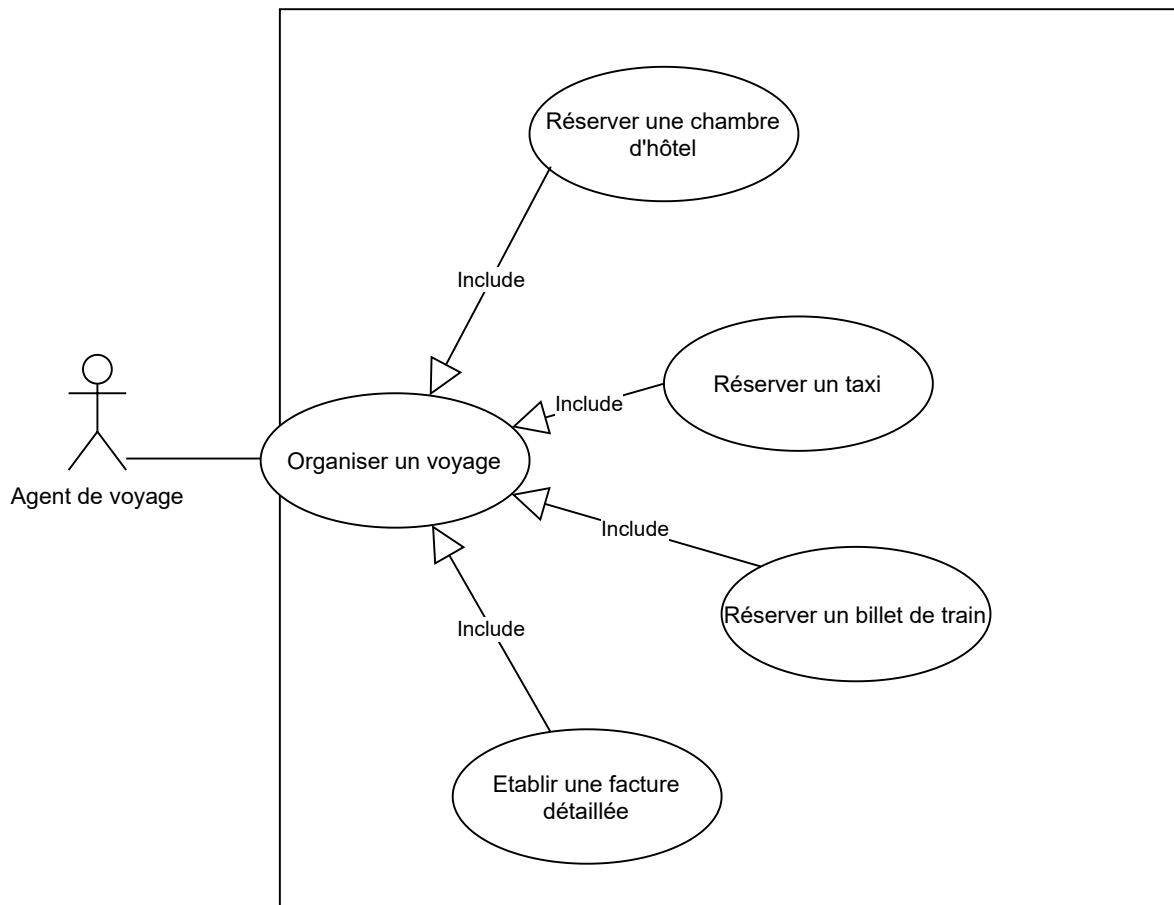 Réserver une chambre
d'hôtel
Include
Réserver un taxi
Include
Organiser un voyage
Agent de voyage
Include
Réserver un billet de train
Include
Etablir une facture
détaillée